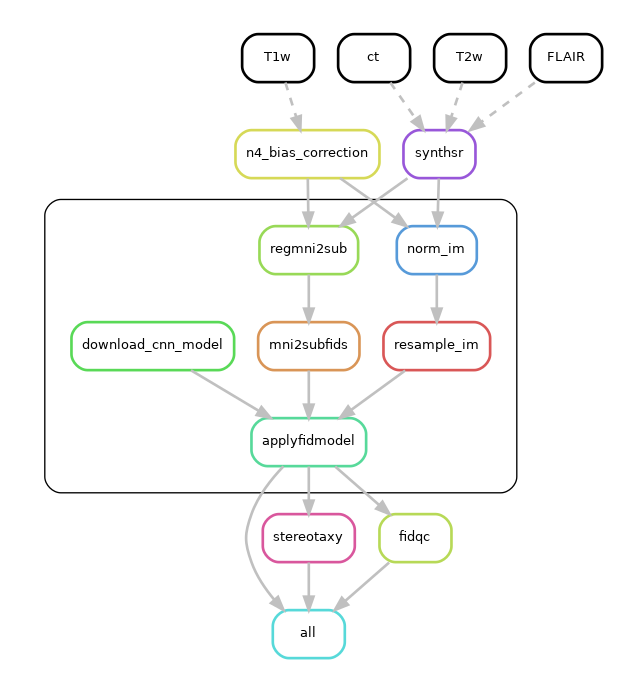 T1w
ct
T2w
FLAIR
n4_bias_correction
synthsr
regmni2sub
norm_im
download_cnn_model
mni2subfids
resample_im
applyfidmodel
stereotaxy
fidqc
all